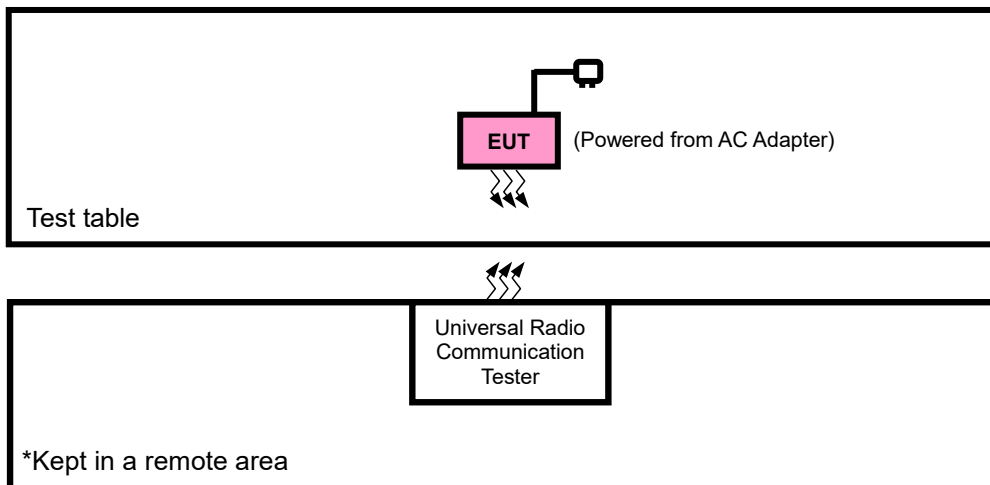 EUT
(Powered from AC Adapter)
Test table
Universal Radio
Communication
Tester
*Kept in a remote area